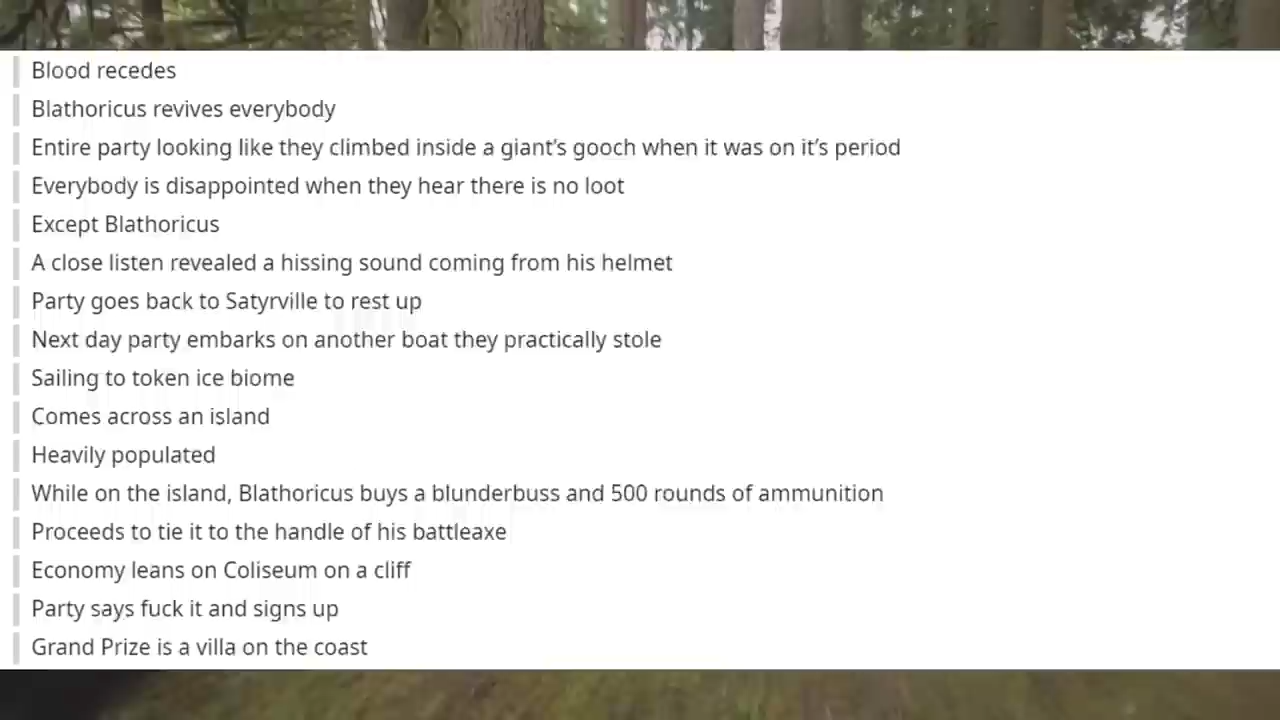 Blood recedes
Blathoricus revives everybody
Entire party looking like they climbed inside a giant’s gooch when it was on it’s period
Everybody is disappointed when they hear there is no loot
Except Blathoricus
A close listen revealed a hissing sound coming from his helmet
Party goes back to Satyrville to rest up
Next day party embarks on another boat they practically stole
Sailing to token ice biome
Comes across an island
Heavily populated
While on the island, Blathoricus buys a blunderbuss and 500 rounds of ammunition
Proceeds to tie it to the handle of his battleaxe
Economy leans on Coliseum on a cliff
Party says fuck it and signs up
Grand Prize is a villa on the coast